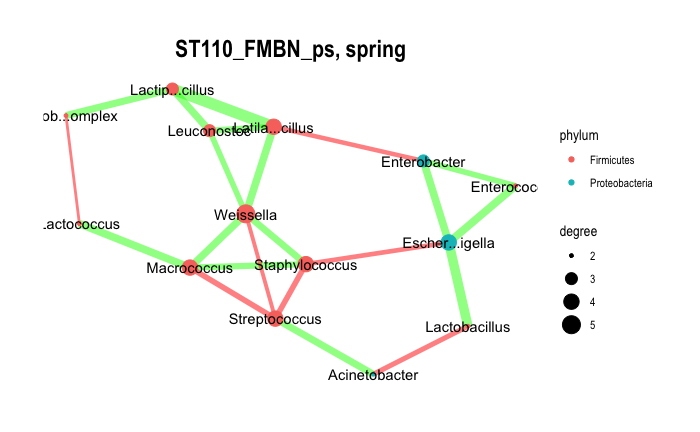 ST110_FMBN_ps, spring
Lactip...cillus
ob...omplex
Leuconostoc
Latila...cillus
Enterobacter
Enterococ
Lactococcus
Weissella
Escher...igella
Macrococcus
Staphylococcus
Streptococcus
Lactobacillus
Acinetobacter
phylum
Firmicutes
Proteobacteria
degree
2
3
4
5